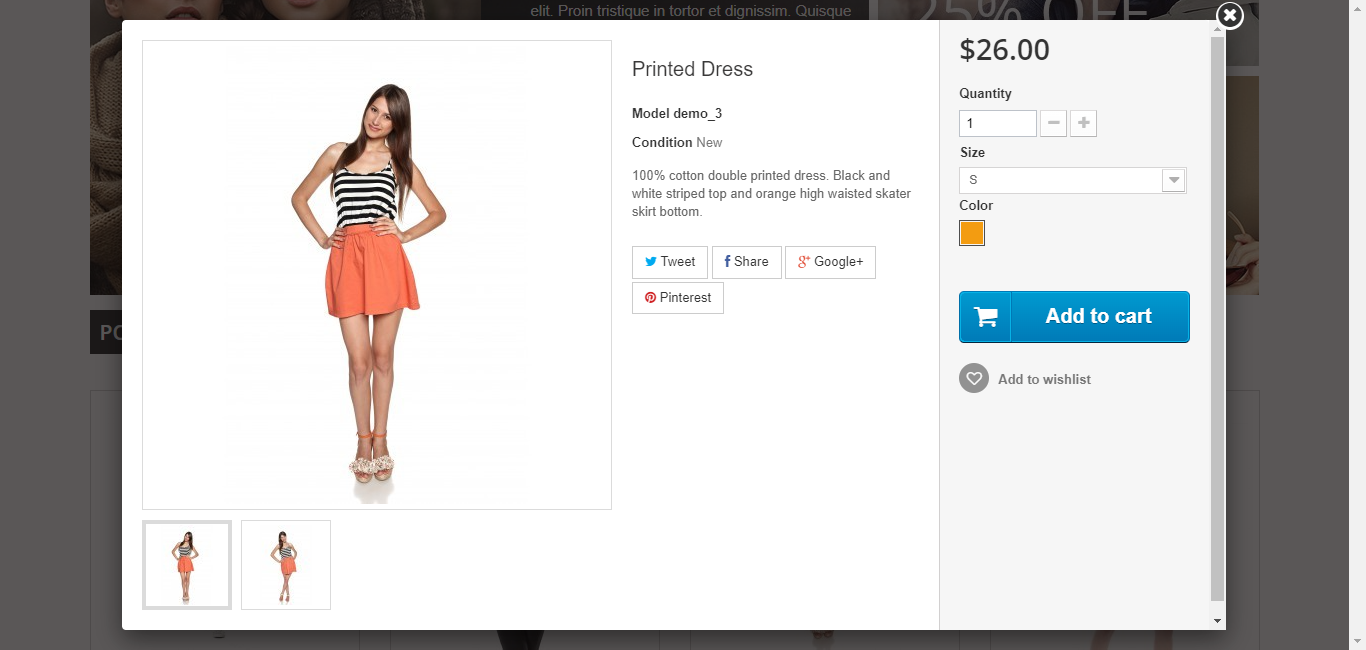 elit. Proin tristique in tortor et dignissim. Quisque
25% OFF
$26.00
Printed Dress
Model demo_3
Condition New
100% cotton double printed dress. Black and
white striped top and orange high waisted skater
skirt bottom.
Tweet
Share
Google+
Pinterest
Quantity
1
Size
S
Color
Add to cart
Add to wishlist